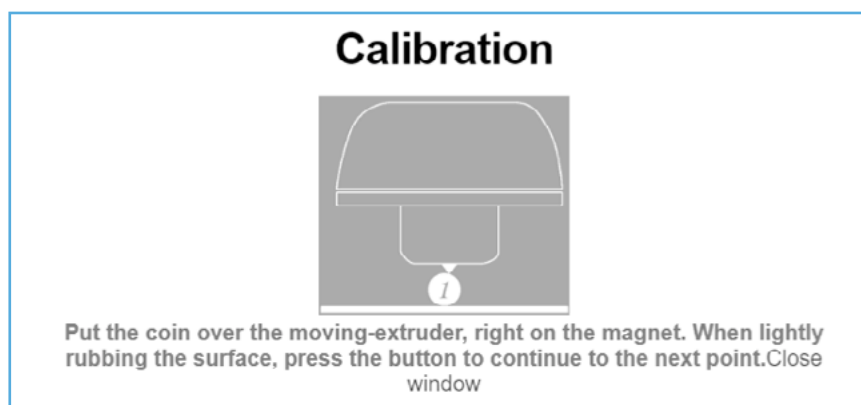 Calibration
1
Put the coin over the moving-extruder, right on the magnet. When lightly
rubbing the surface, press the button to continue to the next point.Close
window